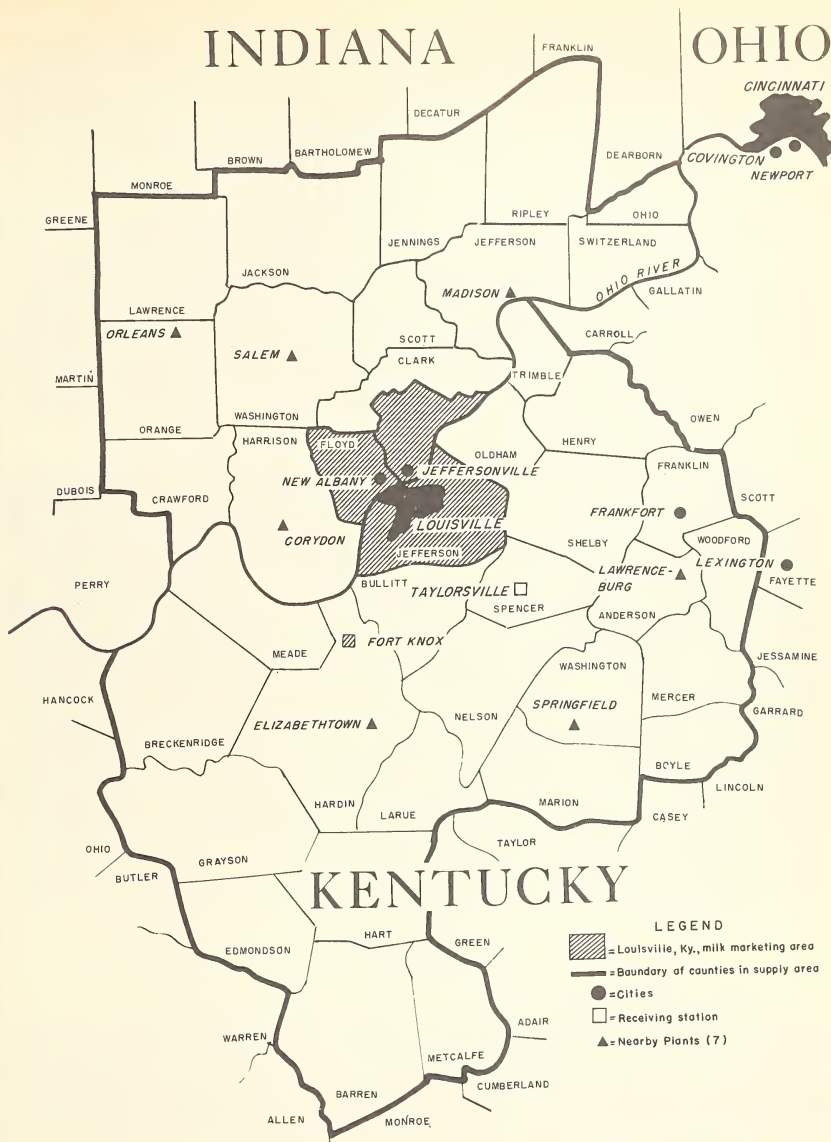 INDIANA
OHIO
FRANKLIN
CINCINNATI
DECATUR
BARTHOLOMEW
BROWN
DEARBORN
COVINGTON
NEWPORT
MONROE
GREENE
RIPLEY
OHIO
JENNINGS
JEFFERSON
SWITZERLAND
JACKSON
OHIO RIVER
MADISON
GALLATIN
LAWRENCE
ORLEANS
SCOTT
CARROLL
SALEM
CLARK
MARTIN
TRIMBLE
WASHINGTON
OWEN
ORANGE
HARRISON
FLOYD
HENRY
OLDHAM
FRANKLIN
JEFFERSONVILLE
NEW ALBANY
DUBOIS
CRAWFORD
SCOTT
FRANKFORT
LOUISVILLE
CORYDON
WOODFORD
SHELBY
JEFFERSON
LEXINGTON
LAWRENCE-
BURG
FAYETTE
PERRY
BULLITT
TAYLORSVILLE
SPENCER
ANDERSON
FORT KNOX
MEADE
JESSAMINE
WASHINGTON
HANCOCK
MERCER
SPRINGFIELD
GARRARD
NELSON
ELIZABETHTOWN
BRECKENRIDGE
BOYLE
LINCOLN
HARDIN
MARION
LARUE
CASEY
TAYLOR
OHIO
GRAYSON
BUTLER
KENTUCKY
LEGEND
HART
GREEN
= Louisville, Ky., milk marketing area
EDMONDSON
= Boundary of counties in supply area
= Cities
= Receiving station
ADAIR
WARREN
= Nearby Plants (7)
METCALFE
CUMBERLAND
BARREN
ALLEN
MONROE